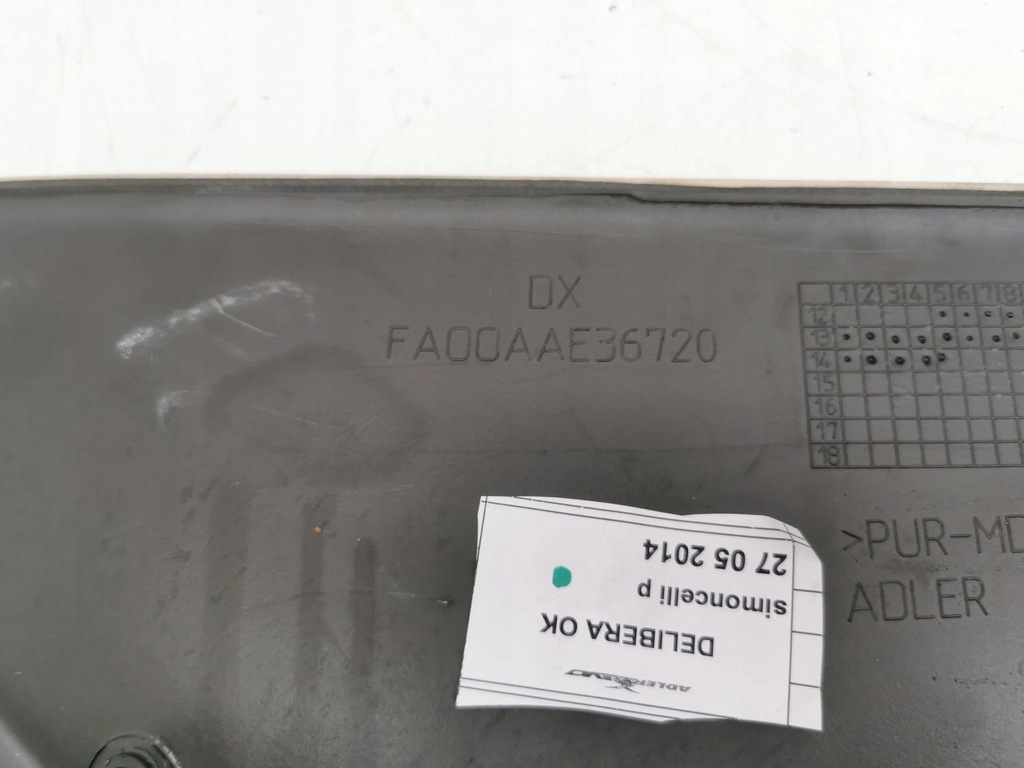 DX
FA00AAE36720
1 2 3 4 5 6 7 8
12
13
14
15
16
17
18
>PUR-MD
ADLER
DELIBERA OK
simoncelli p
27 05 2014